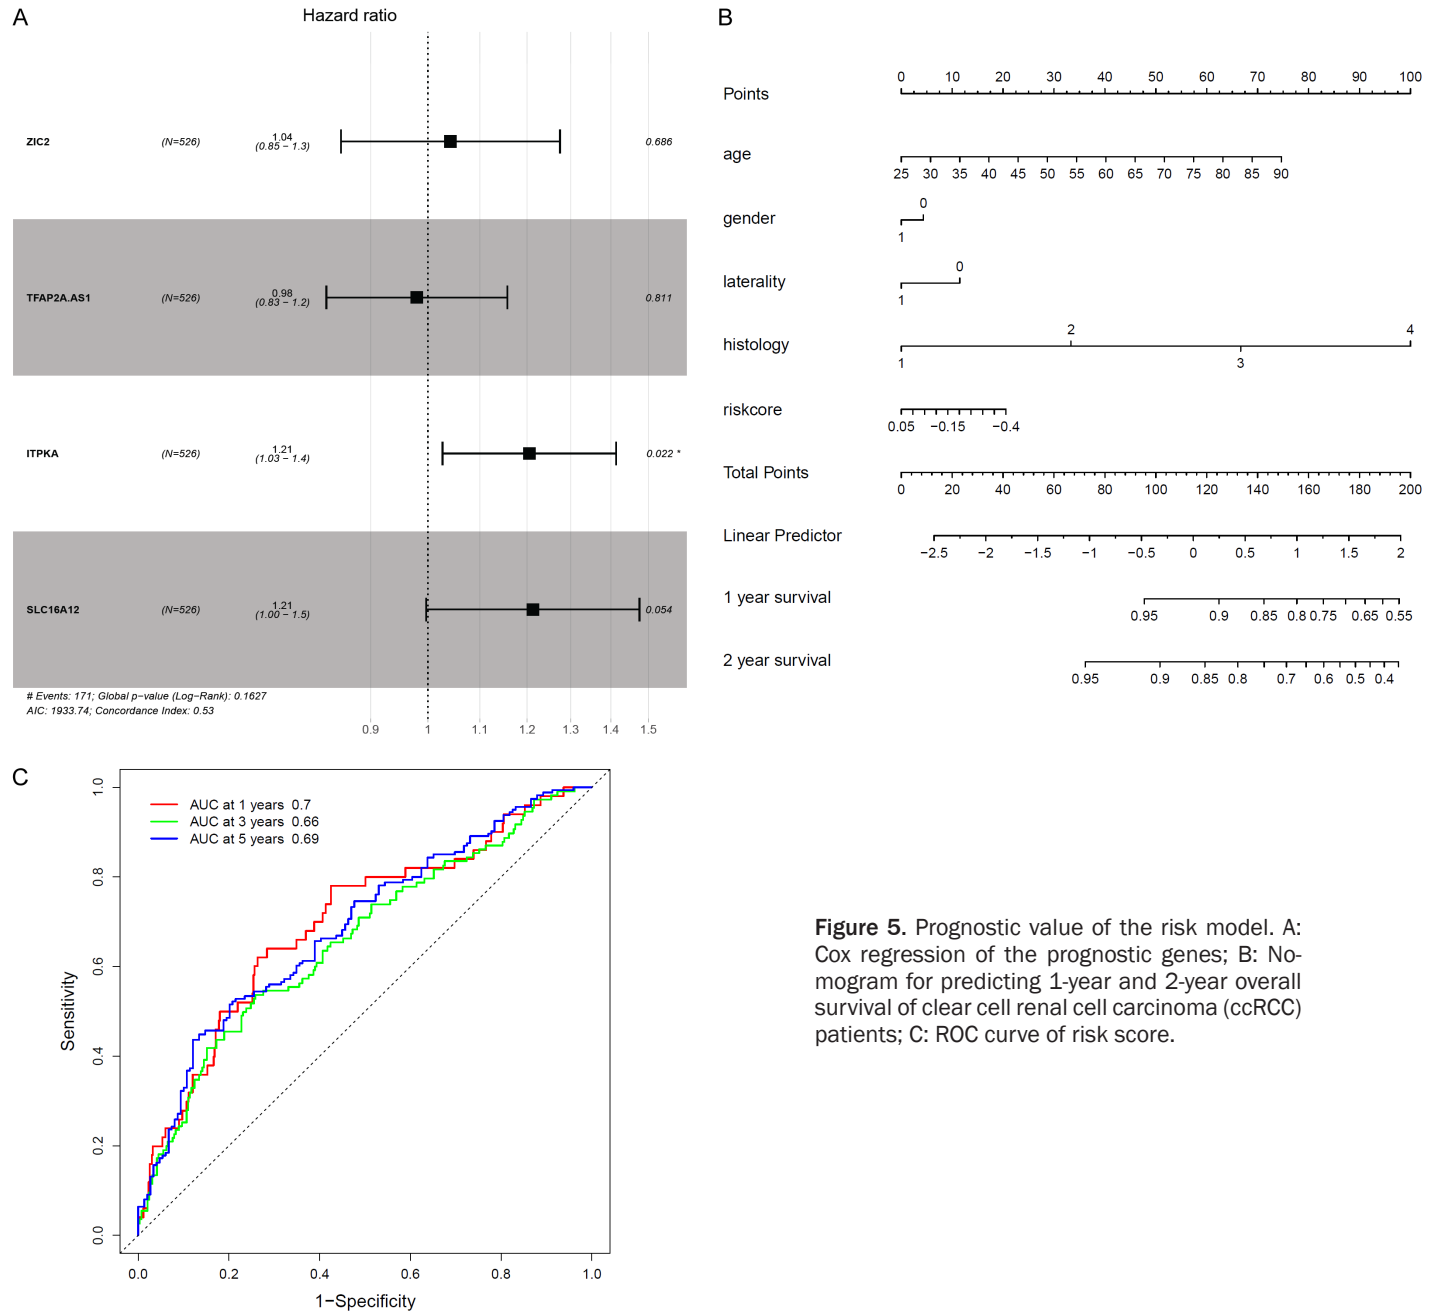 A
Hazard ratio
ZIC2 (N=526) 1.04 (0.85 − 1.3) 0.686
TFAP2A.AS1 (N=526) 0.98 (0.83 − 1.2) 0.811
ITPKA (N=526) 1.21 (1.03 − 1.4) 0.022 *
SLC16A12 (N=526) 1.21 (1.00 − 1.5) 0.054
# Events: 171; Global p−value (Log−Rank): 0.1627
AIC: 1933.74; Concordance Index: 0.53
0.9 1 1.1 1.2 1.3 1.4 1.5
B
0 10 20 30 40 50 60 70 80 90 100
Points
age
25 30 35 40 45 50 55 60 65 70 75 80 85 90
0
gender
1
0
laterality
1
2 4
histology
1 3
riskcore
0.05 −0.15 −0.4
Total Points
0 20 40 60 80 100 120 140 160 180 200
Linear Predictor
−2.5 −2 −1.5 −1 −0.5 0 0.5 1 1.5 2
1 year survival
0.95 0.9 0.85 0.8 0.75 0.65 0.55
2 year survival
0.95 0.9 0.85 0.8 0.7 0.6 0.5 0.4
C
AUC at 1 years 0.7
AUC at 3 years 0.66
AUC at 5 years 0.69
Sensitivity
1.0
0.8
0.6
0.4
0.2
0.0
0.0 0.2 0.4 0.6 0.8 1.0
1−Specificity
Figure 5. Prognostic value of the risk model. A:
Cox regression of the prognostic genes; B: No-
mogram for predicting 1-year and 2-year overall
survival of clear cell renal cell carcinoma (ccRCC)
patients; C: ROC curve of risk score.